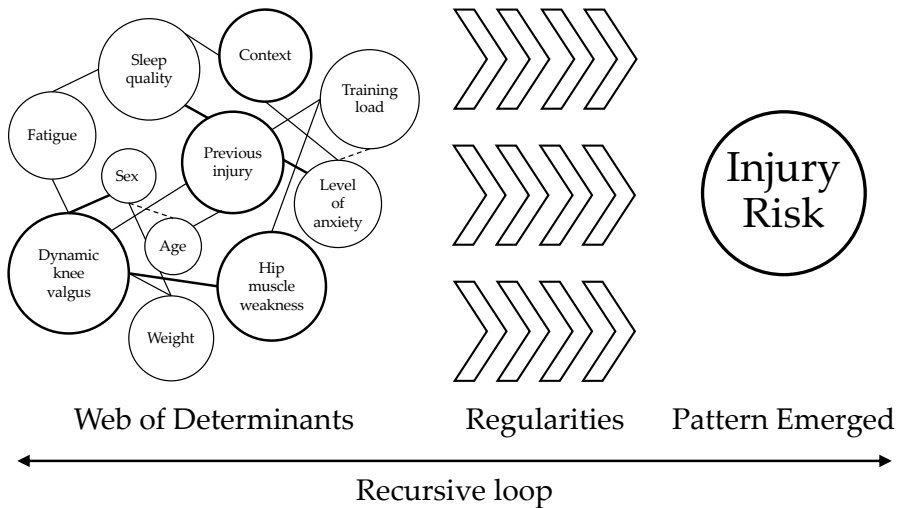 Sleep
quality
Context
Training
load
Fatigue
Previous
injury
Sex
Level
of
anxiety
Age
Dynamic
knee
valgus
Hip
muscle
weakness
Weight
Injury
Risk
Web of Determinants
Regularities
Pattern Emerged
Recursive loop